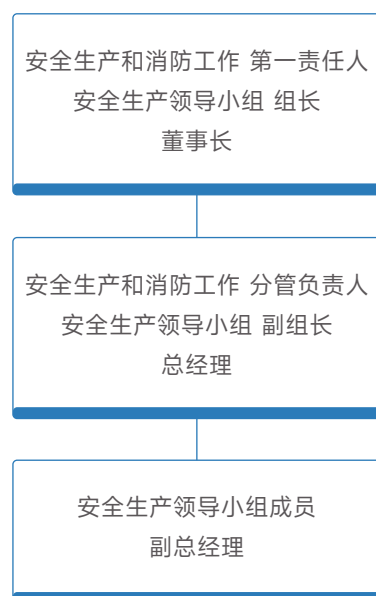 安全生产和消防工作 第一责任人
安全生产领导小组 组长
董事长
安全生产和消防工作 分管负责人
安全生产领导小组 副组长
总经理
安全生产领导小组成员
副总经理